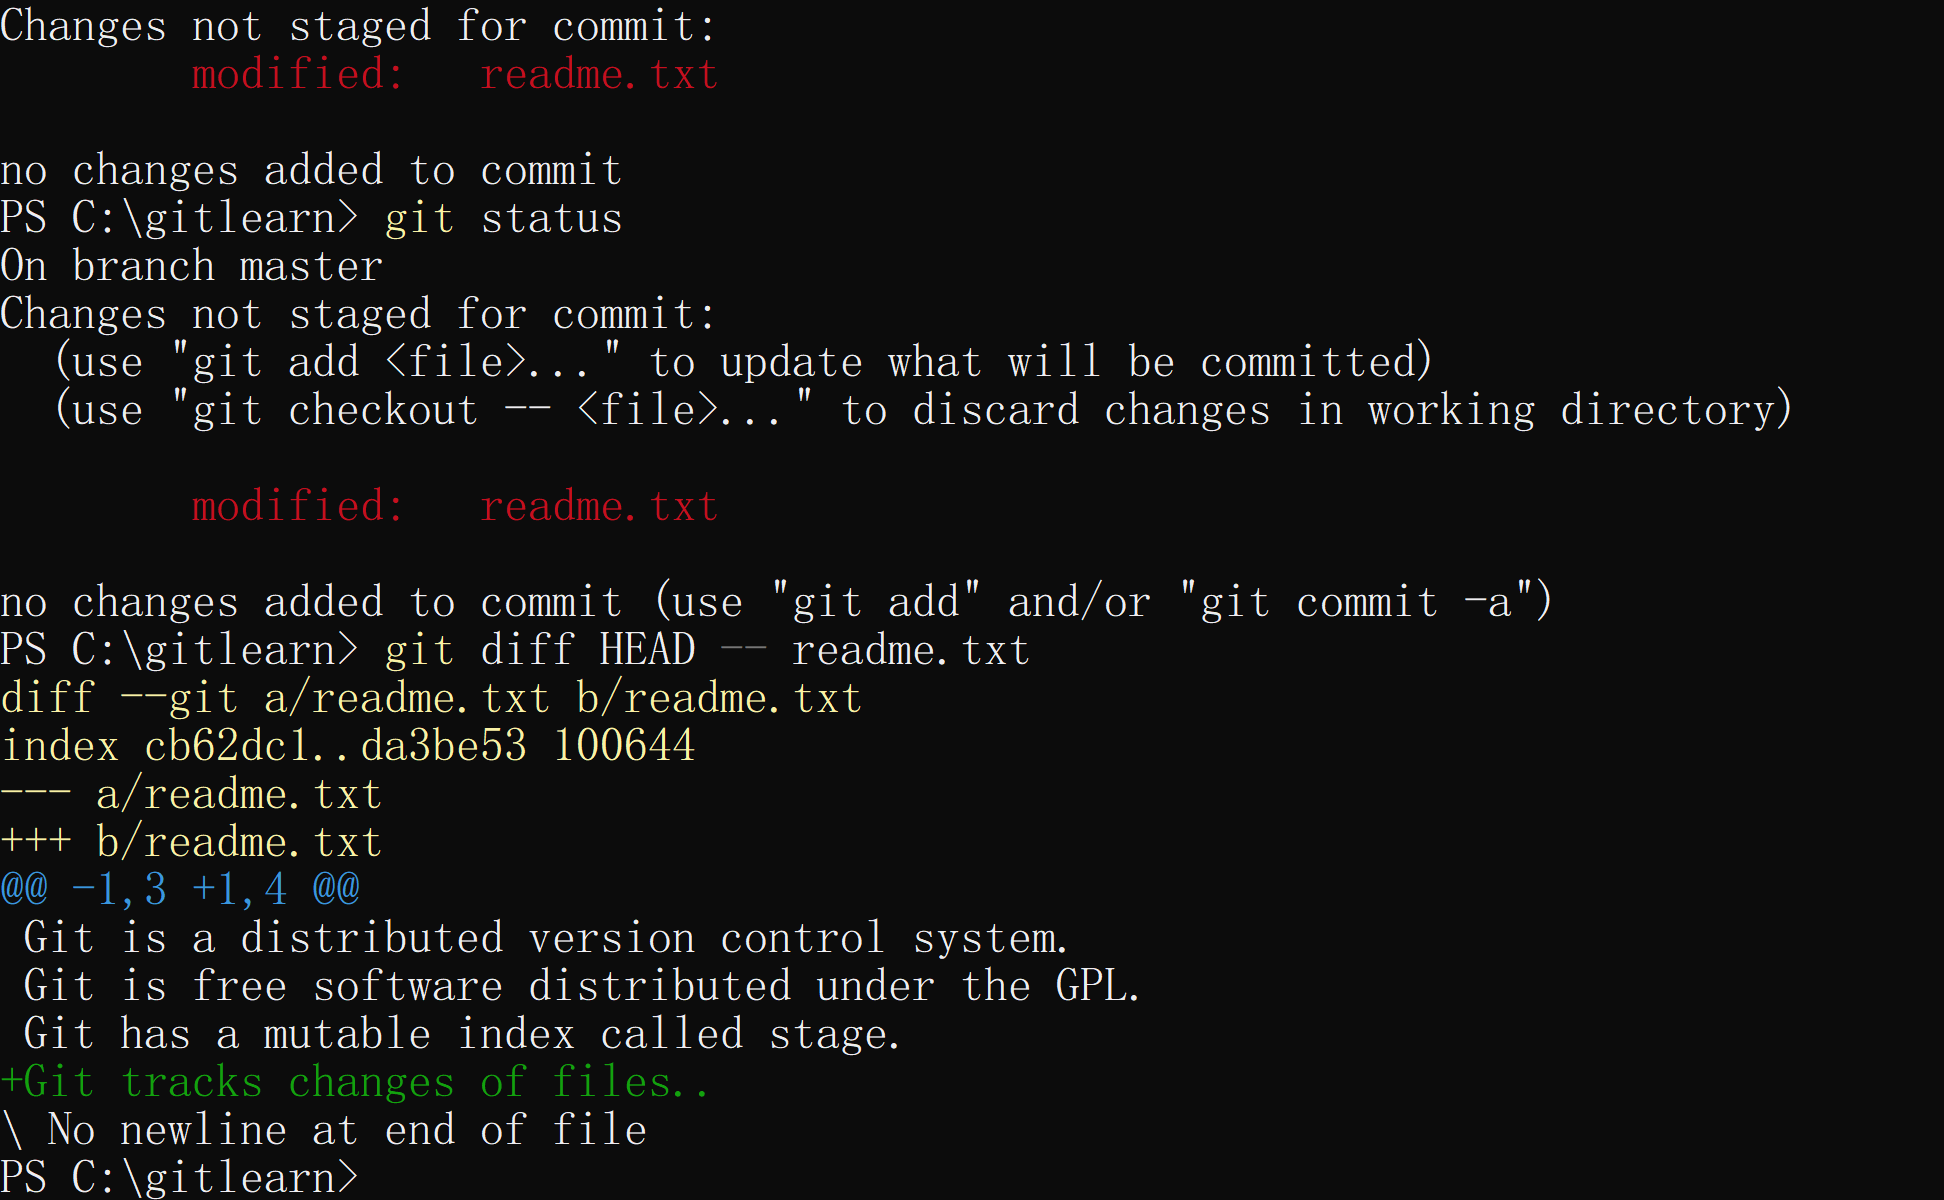 Changes not staged for commit:
        modified:   readme.txt

no changes added to commit
PS C:\gitlearn> git status
On branch master
Changes not staged for commit:
  (use "git add <file>..." to update what will be committed)
  (use "git checkout -- <file>..." to discard changes in working directory)

        modified:   readme.txt

no changes added to commit (use "git add" and/or "git commit -a")
PS C:\gitlearn> git diff HEAD -- readme.txt
diff --git a/readme.txt b/readme.txt
index cb62dc1..da3be53 100644
--- a/readme.txt
+++ b/readme.txt
@@ -1,3 +1,4 @@
 Git is a distributed version control system.
 Git is free software distributed under the GPL.
 Git has a mutable index called stage.
+Git tracks changes of files..
\ No newline at end of file
PS C:\gitlearn>